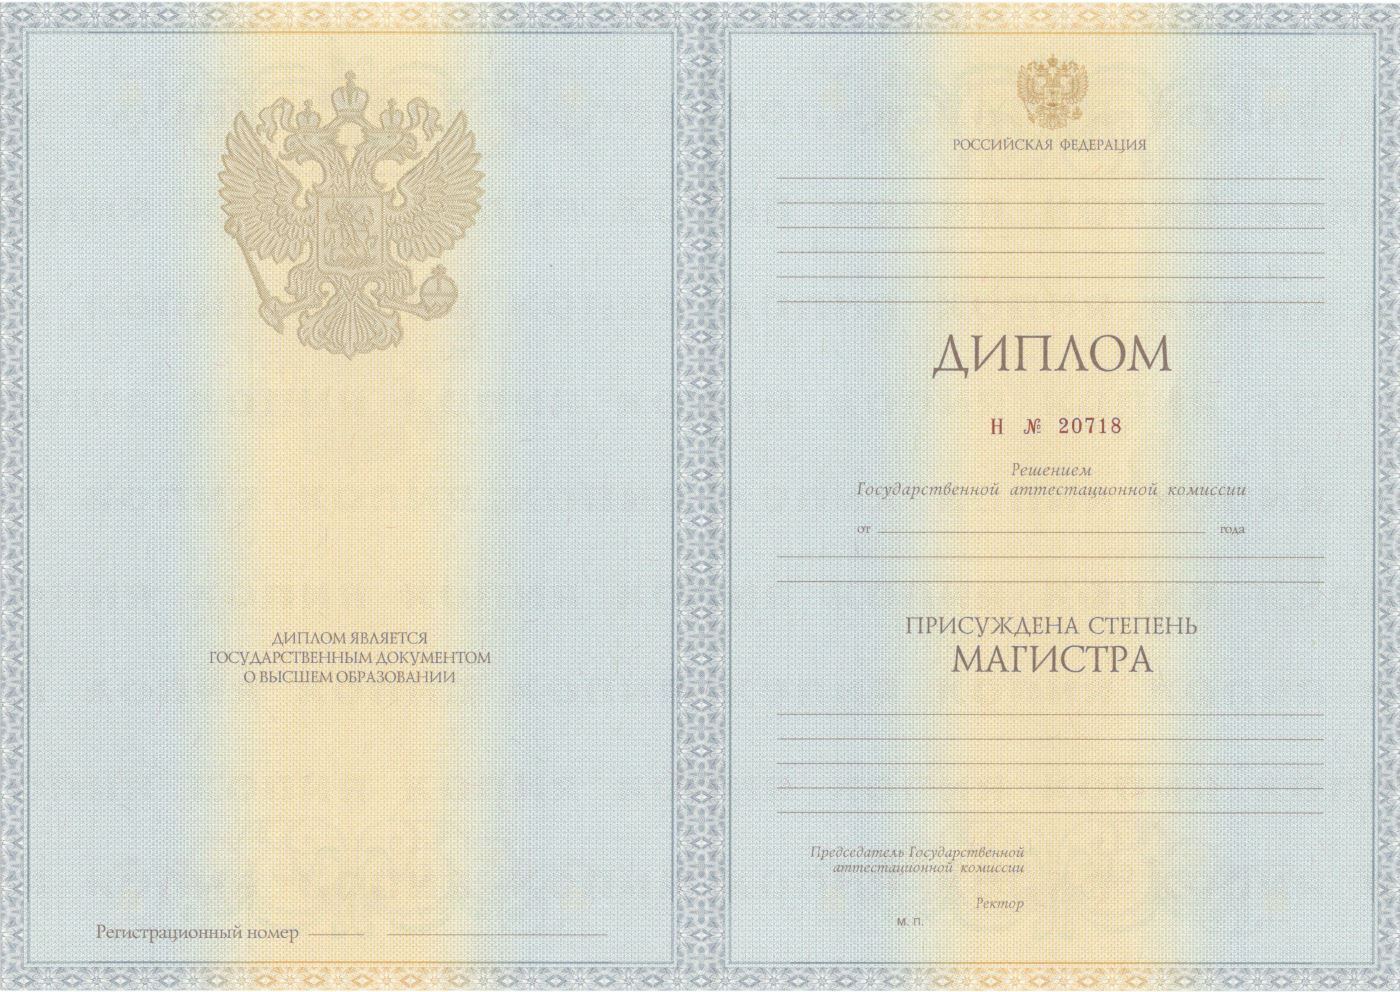 ДИПЛОМ ЯВЛЯЕТСЯ
ГОСУДАРСТВЕННЫМ ДОКУМЕНТОМ
О ВЫСШЕМ ОБРАЗОВАНИИ
Регистрационный номер
РОССИЙСКАЯ ФЕДЕРАЦИЯ
ДИПЛОМ
Н № 20718
Решением
Государственной аттестационной комиссии
от года
ПРИСУЖДЕНА СТЕПЕНЬ
МАГИСТРА
Председатель Государственной
аттестационной комиссии
Ректор
М. П.